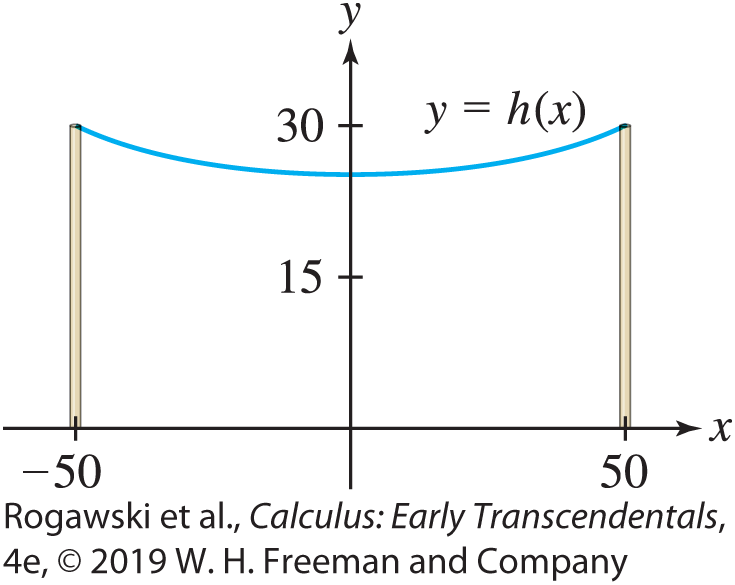 y
30
y = h(x)
15
x
−50
50
Rogawski et al., Calculus: Early Transcendentals,
4e, © 2019 W. H. Freeman and Company